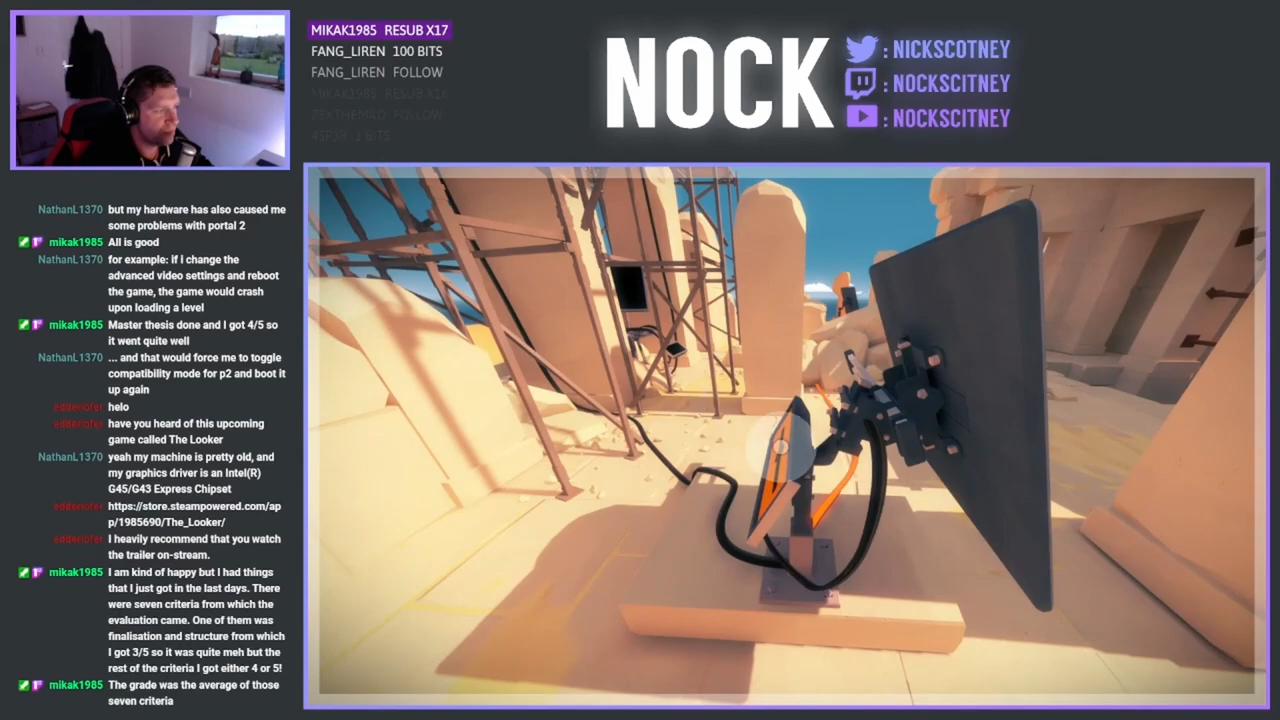 MIKAK1985 RESUB X17
FANG_LIREN 100 BITS
FANG_LIREN FOLLOW
MIKAK1985 RESUB X16
ZEKTHEMAD FOLLOW
NOCK
: NICKSCOTNEY
: NOCKSCITNEY
: NOCKSCITNEY
NathanL1370 but my hardware has also caused me
some problems with portal 2
mikak1985 All is good
NathanL1370 for example: if i change the
advanced video settings and reboot
the game, the game would crash
upon loading a level
mikak1985 Master thesis done and I got 4/5 so
it went quite well
NathanL1370 ... and that would force me to toggle
compatibility mode for p2 and boot it
up again
edderiofer helo
edderiofer have you heard of this upcoming
game called The Looker
NathanL1370 yeah my machine is pretty old, and
my graphics driver is an Intel(R)
G45/G43 Express Chipset
edderiofer https://store.steampowered.com/ap
p/1985690/The_Looker/
edderiofer I heavily recommend that you watch
the trailer on-stream.
mikak1985 I am kind of happy but I had things
that I just got in the last days. There
were seven criteria from which the
evaluation came. One of them was
finalisation and structure from which
I got 3/5 so it was quite meh but the
rest of the criteria I got either 4 or 5!
mikak1985 The grade was the average of those
seven criteria